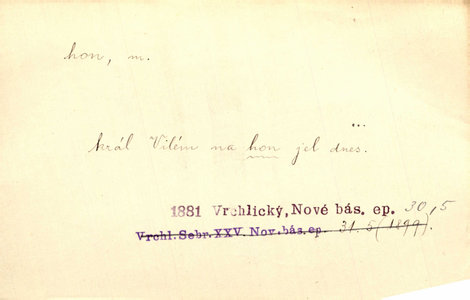 hon, m.
...
král Vilém na hon jel dnes.
1881 Vrchlický, Nové bás. ep. 30,5
Vrchl. Sebr. XXV. Nov. bás. ep. 31.5 (1899).